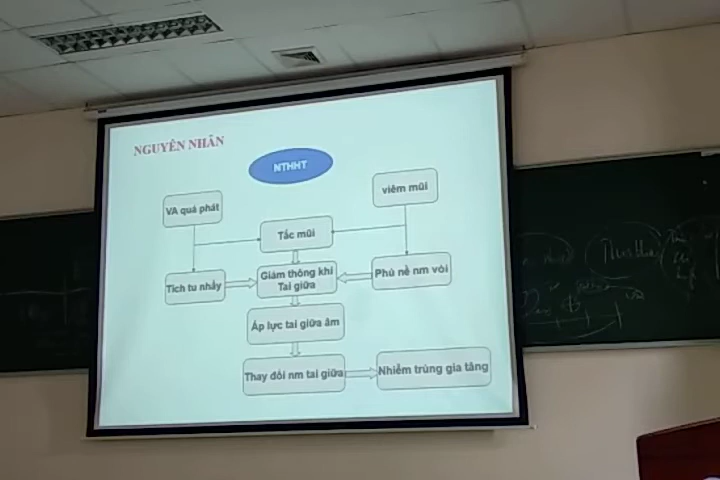 NGUYÊN NHÂN
NTHHT
VA quá phát
viêm mũi
Tắc mũi
Tích tụ nhầy
Giảm thông khí
Tai giữa
Phù nề nm vòi
Áp lực tai giữa âm
Thay đổi nm tai giữa
Nhiễm trùng gia tăng